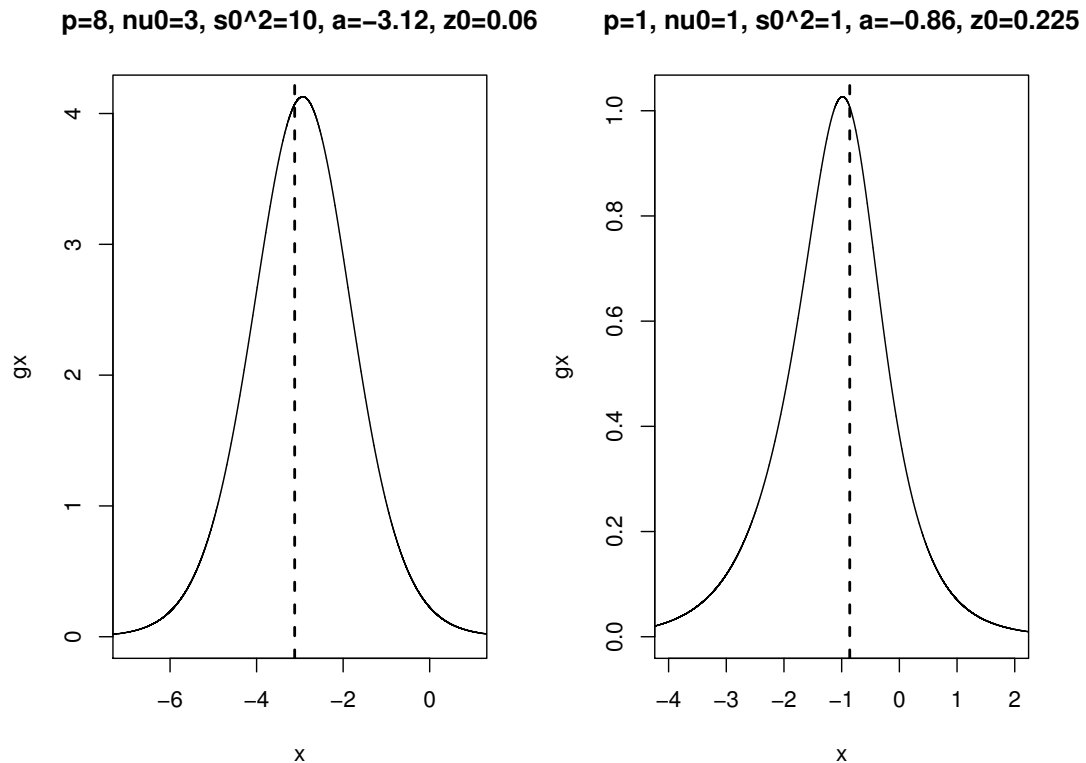 p=8, nu0=3, s0^2=10, a=−3.12, z0=0.06
4
3
2
1
0
gx
−6 −4 −2 0
x
p=1, nu0=1, s0^2=1, a=−0.86, z0=0.225
1.0
0.8
0.6
0.4
0.2
0.0
gx
−4 −3 −2 −1 0 1 2
x